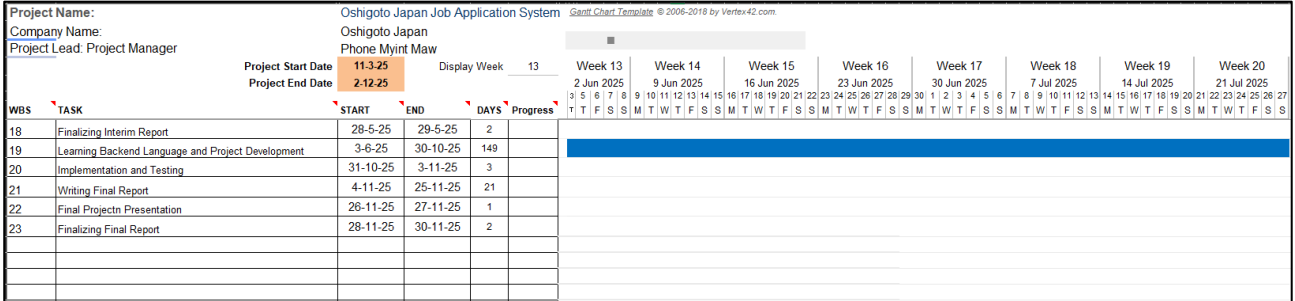 Project Name: Oshigoto Japan Job Application System Gantt Chart Template © 2006-2018 by Vertex42.com.
Company Name: Oshigoto Japan
Project Lead: Project Manager Phone Myint Maw
Project Start Date 11-3-25 Display Week 13 Week 13 Week 14 Week 15 Week 16 Week 17 Week 18 Week 19 Week 20
Project End Date 2-12-25 2 Jun 2025 9 Jun 2025 16 Jun 2025 23 Jun 2025 30 Jun 2025 7 Jul 2025 14 Jul 2025 21 Jul 2025
3 5 6 7 8 9 10 11 12 13 14 15 16 17 18 19 20 21 22 23 24 25 26 27 28 29 30 1 2 3 4 5 6 7 8 9 10 11 12 13 14 15 16 17 18 19 20 21 22 23 24 25 26 27
WBS TASK START END DAYS Progress T T F S S M T W T F S S M T W T F S S M T W T F S S M T W T F S S M T W T F S S M T W T F S S M T W T F S S
18 Finalizing Interim Report 28-5-25 29-5-25 2
19 Learning Backend Language and Project Development 3-6-25 30-10-25 149
20 Implementation and Testing 31-10-25 3-11-25 3
21 Writing Final Report 4-11-25 25-11-25 21
22 Final Projectn Presentation 26-11-25 27-11-25 1
23 Finalizing Final Report 28-11-25 30-11-25 2